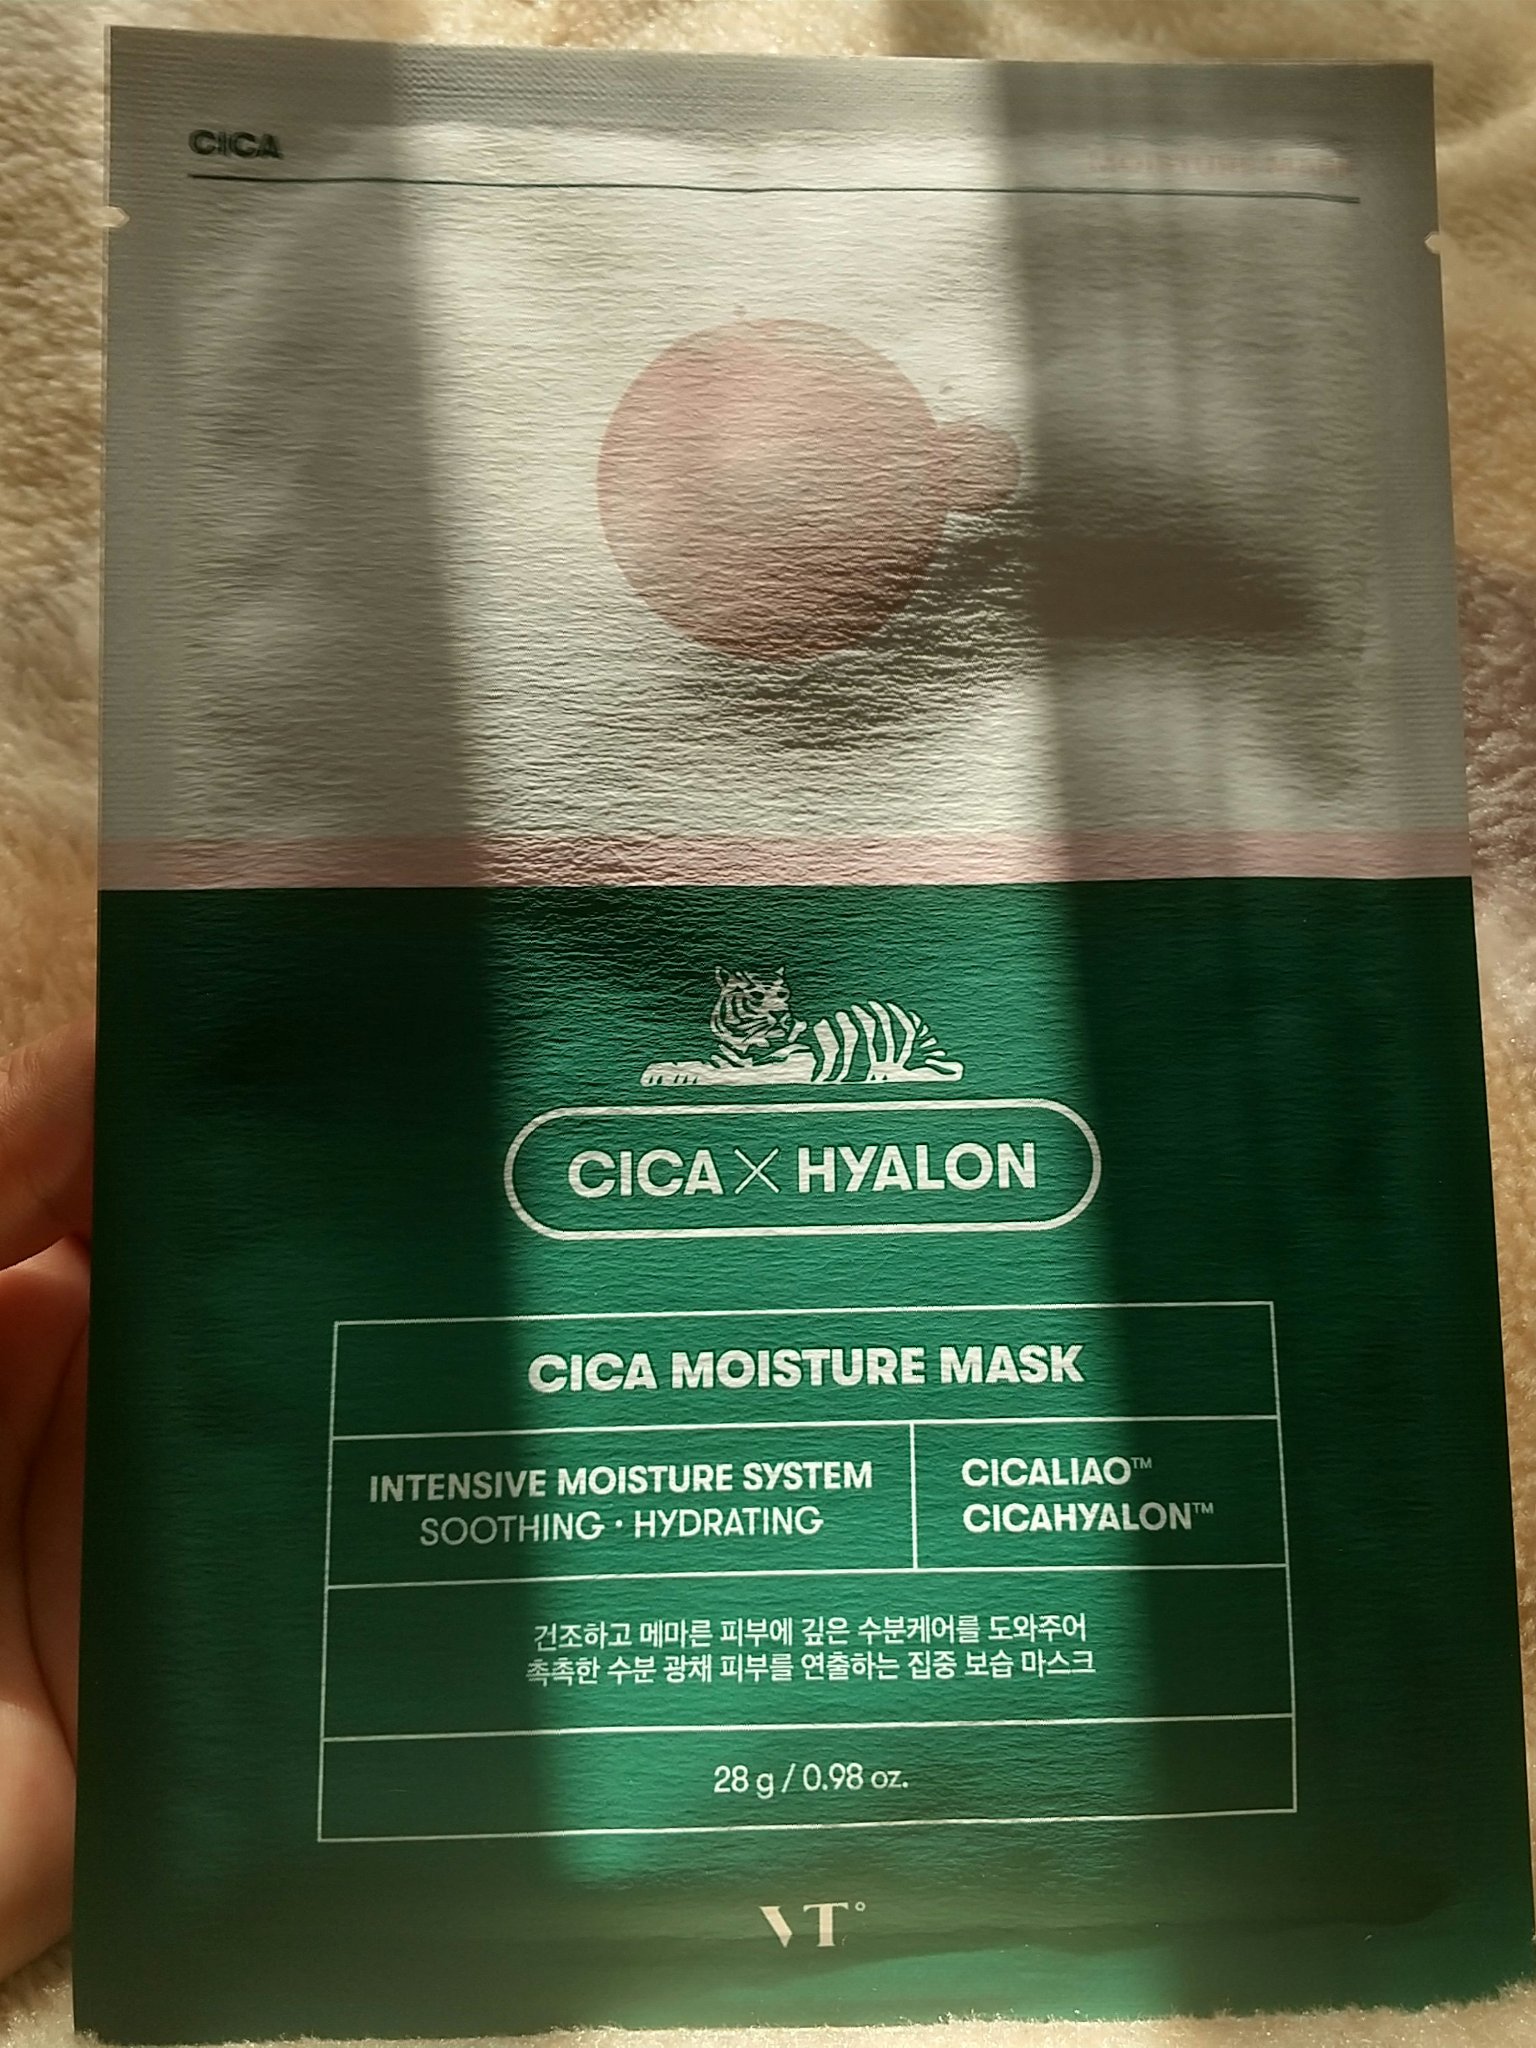 CICA
CICA X HYALON
CICA MOISTURE MASK
INTENSIVE MOISTURE SYSTEM
SOOTHING · HYDRATING
CICALIAO™
CICAHYALON™
건조하고 메마른 피부에 깊은 수분케어를 도와주어
촉촉한 수분 광채 피부를 연출하는 집중 보습 마스크
28 g / 0.98 oz.
VT°